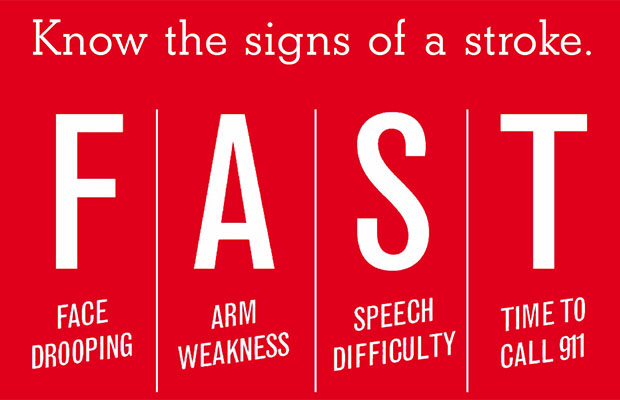 Know the signs of a stroke.
F A S T
FACE DROOPING
ARM WEAKNESS
SPEECH DIFFICULTY
TIME TO CALL 911